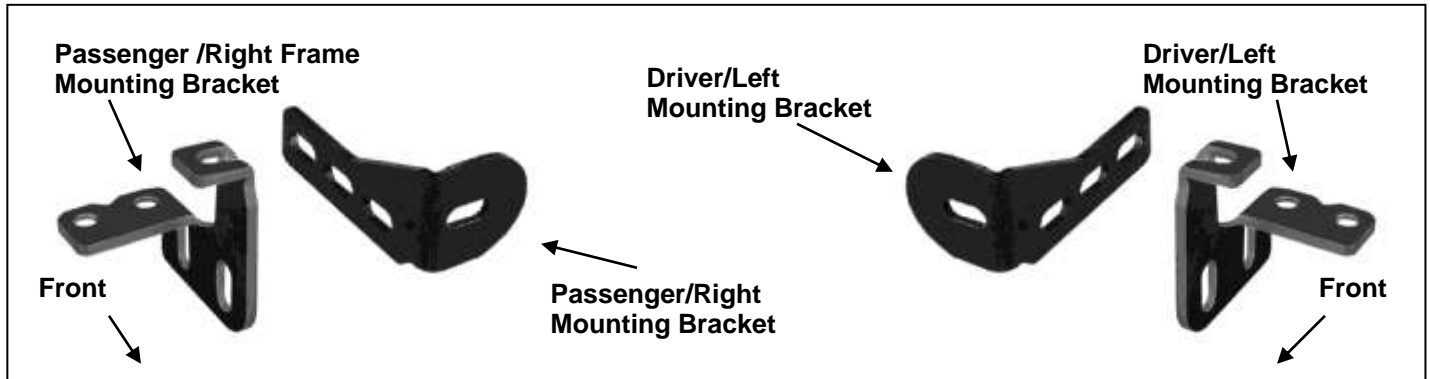 Passenger /Right Frame
Mounting Bracket
Driver/Left
Mounting Bracket
Driver/Left
Mounting Bracket
Front
Passenger/Right
Mounting Bracket
Front